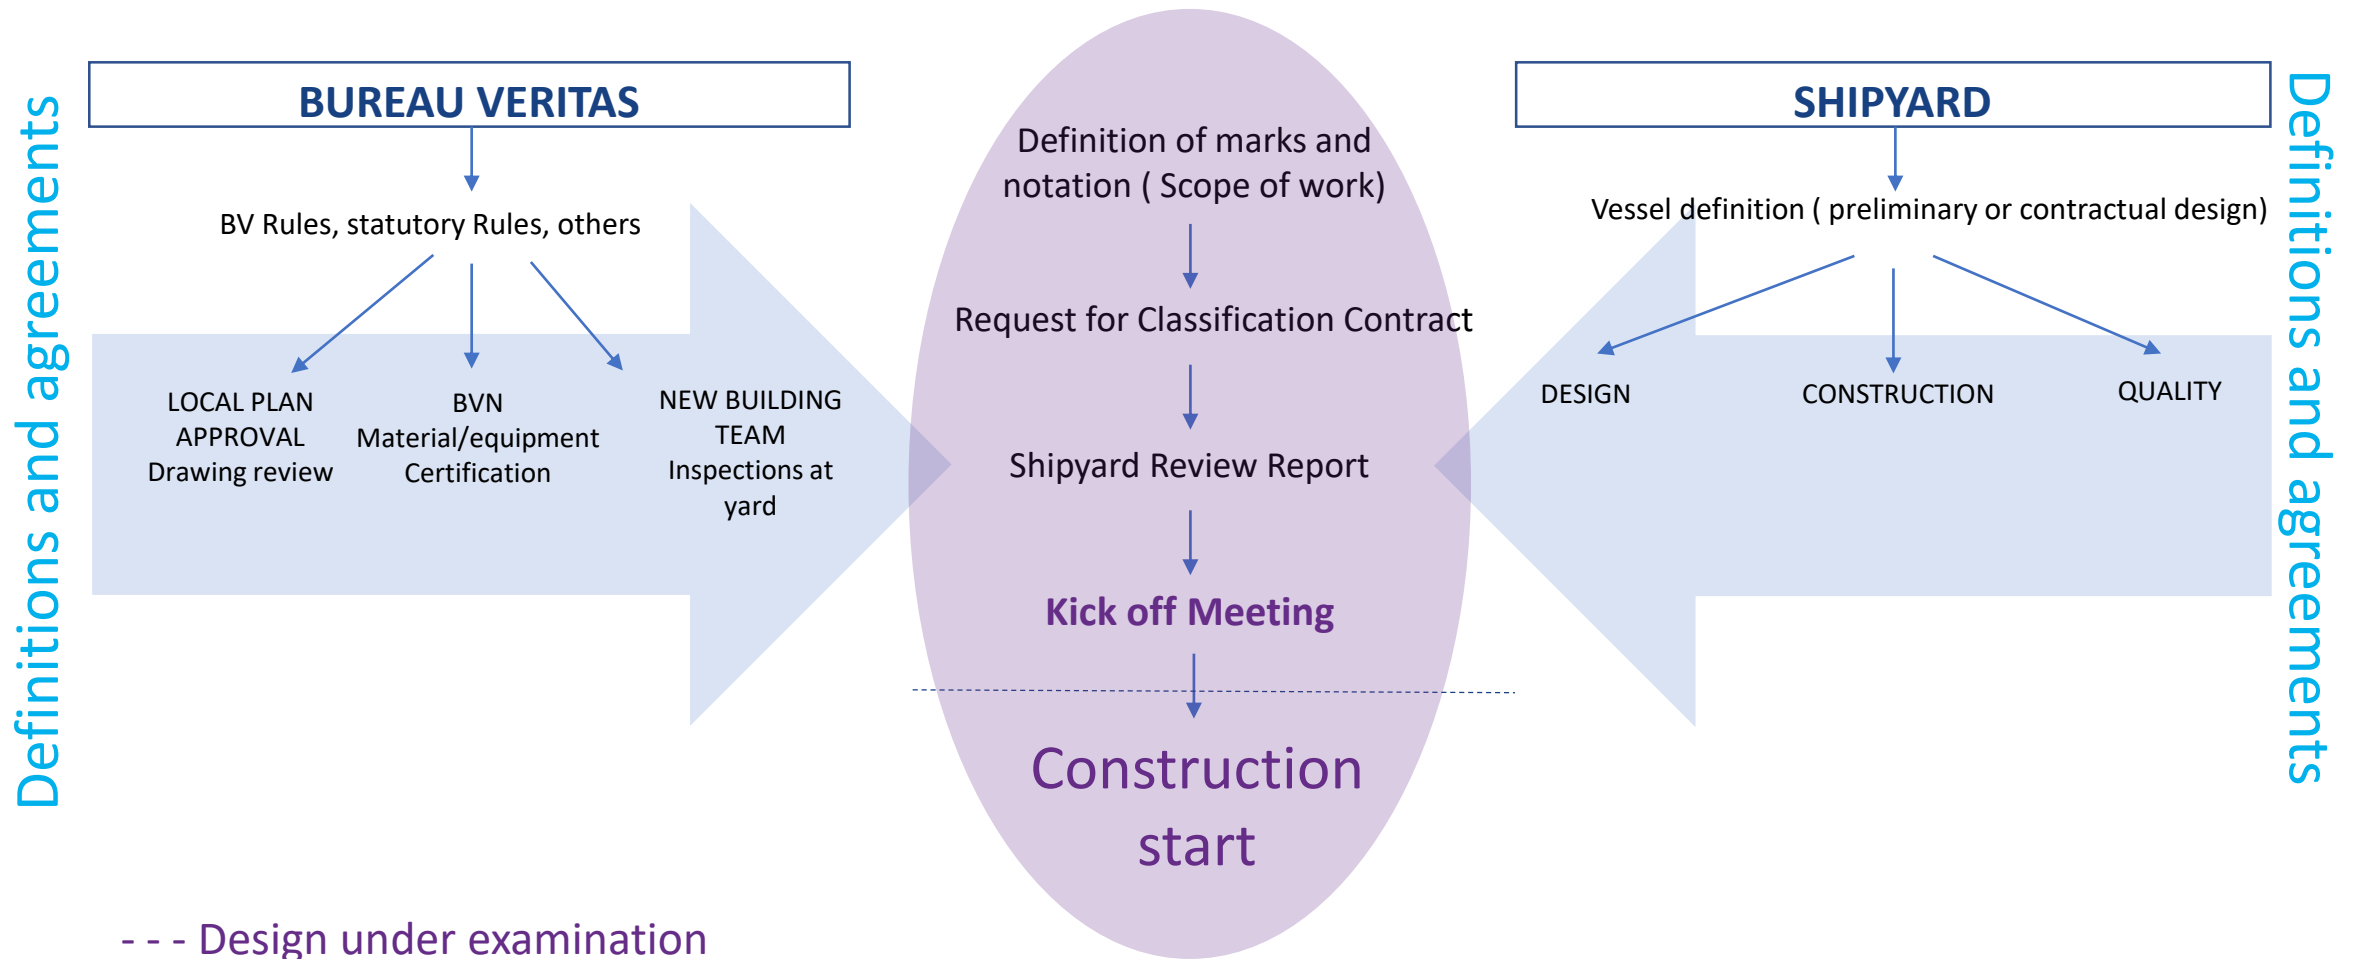 Definitions and agreements
BUREAU VERITAS
BV Rules, statutory Rules, others
LOCAL PLAN
APPROVAL
Drawing review
BVN
Material/equipment
Certification
NEW BUILDING
TEAM
Inspections at
yard
Definition of marks and
notation ( Scope of work)
Request for Classification Contract
Shipyard Review Report
Kick off Meeting
Construction
start
SHIPYARD
Vessel definition ( preliminary or contractual design)
DESIGN
CONSTRUCTION
QUALITY
Definitions and agreements
- - - Design under examination